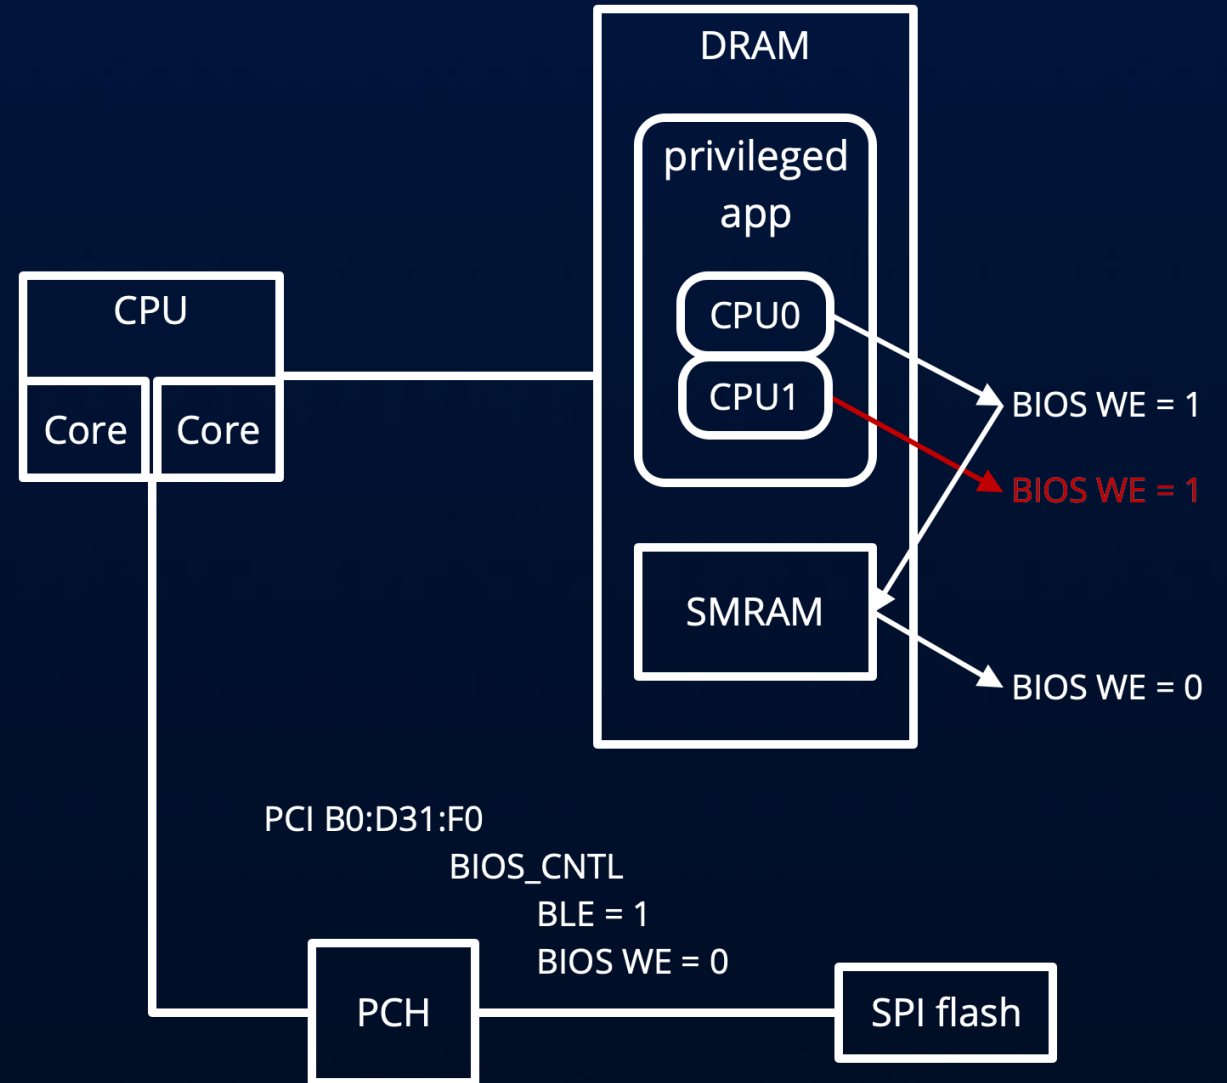 DRAM
privileged
app
CPU
CPU0
CPU1
Core
Core
BIOS WE = 1
BIOS WE = 1
SMRAM
BIOS WE = 0
PCI B0:D31:F0
BIOS_CNTL
BLE = 1
BIOS WE = 0
PCH
SPI flash